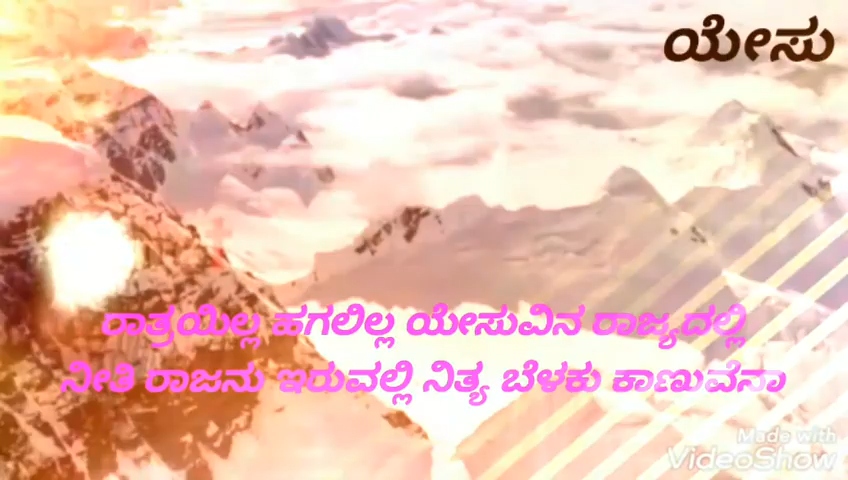 ಯೇಸು
ರಾತ್ರಯಿಲ್ಲ ಹಗಲಿಲ್ಲ ಯೇಸುವಿನ ರಾಜ್ಯದಲ್ಲಿ
ನೀತಿ ರಾಜನು ಇರುವಲ್ಲಿ ನಿತ್ಯ ಬೆಳಕು ಕಾಣುವೆನಾ
Made with
VideoShow